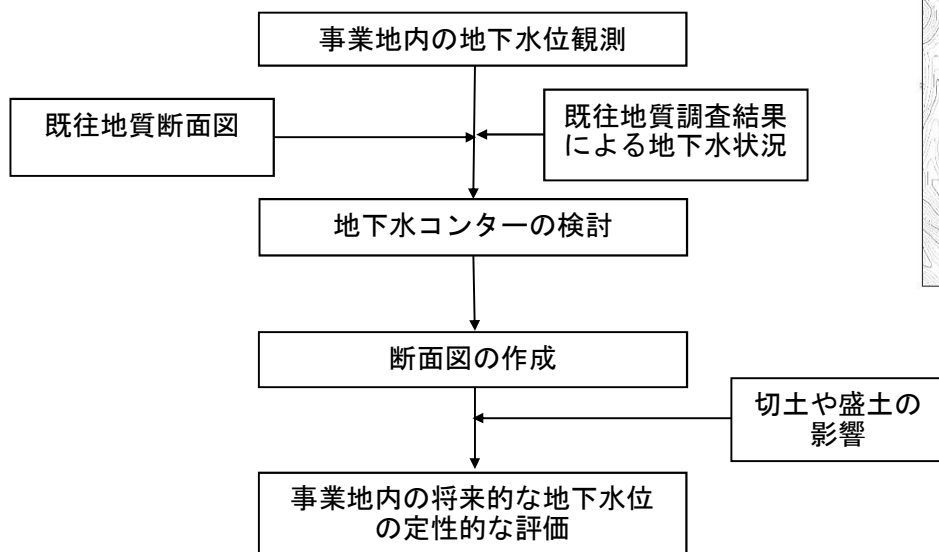 事業地内の地下水位観測
既往地質断面図
既往地質調査結果
による地下水状況
地下水コンターの検討
断面図の作成
切土や盛土の
影響
事業地内の将来的な地下水位
の定性的な評価